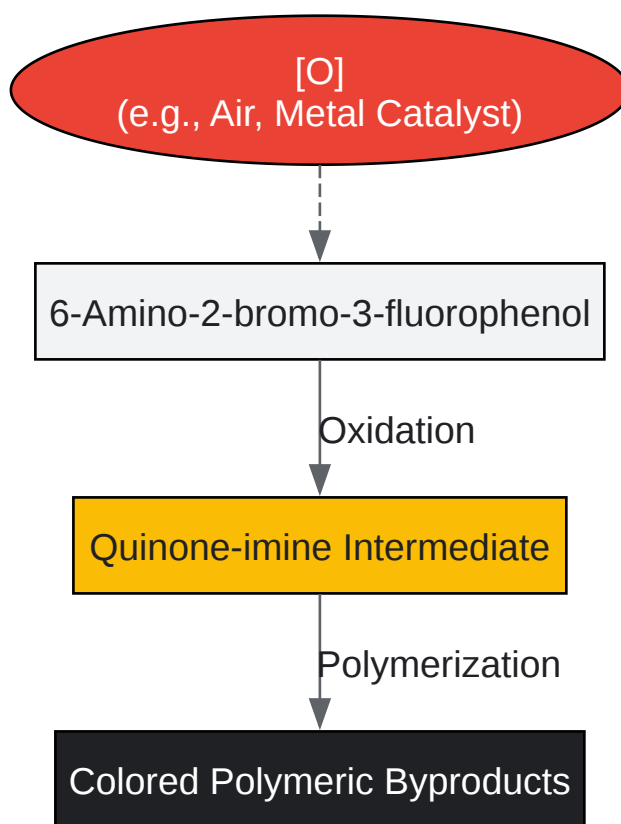 [O]
(e.g., Air, Metal Catalyst)
6-Amino-2-bromo-3-fluorophenol
Oxidation
Quinone-imine Intermediate
Polymerization
Colored Polymeric Byproducts